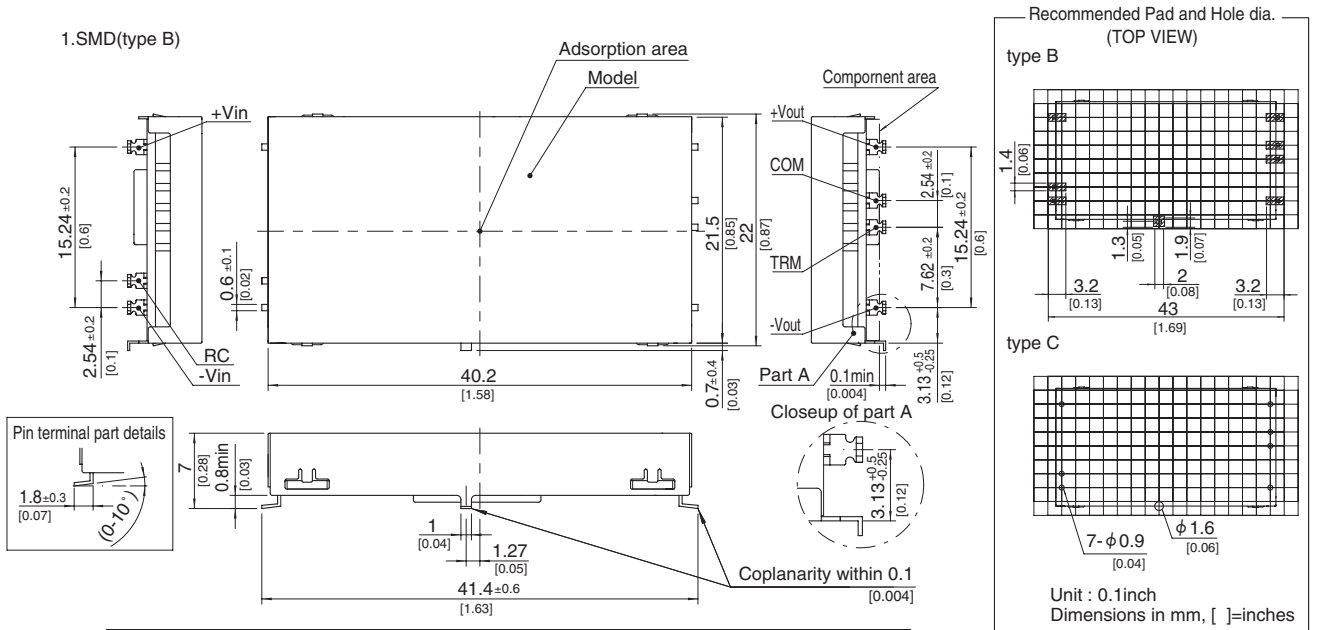 1.SMD(type B)
Adsorption area
Model
Compornent area
+Vin
15.24±0.2
[0.6]
2.54±0.2
[0.1]
RC
-Vin
0.6 ±0.1
[0.02]
40.2
[1.58]
21.5
[0.85]
22
[0.87]
0.7±0.4
[0.03]
+Vout
COM
TRM
-Vout
2.54 ±0.2
[0.1]
7.62 ±0.2
[0.3]
15.24 ±0.2
[0.6]
3.13 +0.5 -0.25
[0.12]
Part A
0.1min
[0.004]
Closeup of part A
3.13 +0.5 -0.25
[0.12]
Pin terminal part details
1.8±0.3
[0.07]
(0-10°)
7
[0.28]
0.8min
[0.03]
1
[0.04]
1.27
[0.05]
41.4±0.6
[1.63]
Coplanarity within 0.1
[0.004]
Recommended Pad and Hole dia.
(TOP VIEW)
type B
1.4
[0.06]
1.3
[0.05]
1.9
[0.07]
2
[0.08]
3.2
[0.13]
3.2
[0.13]
43
[1.69]
type C
7-φ0.9
[0.04]
φ1.6
[0.06]
Unit : 0.1inch
Dimensions in mm, [ ]=inches